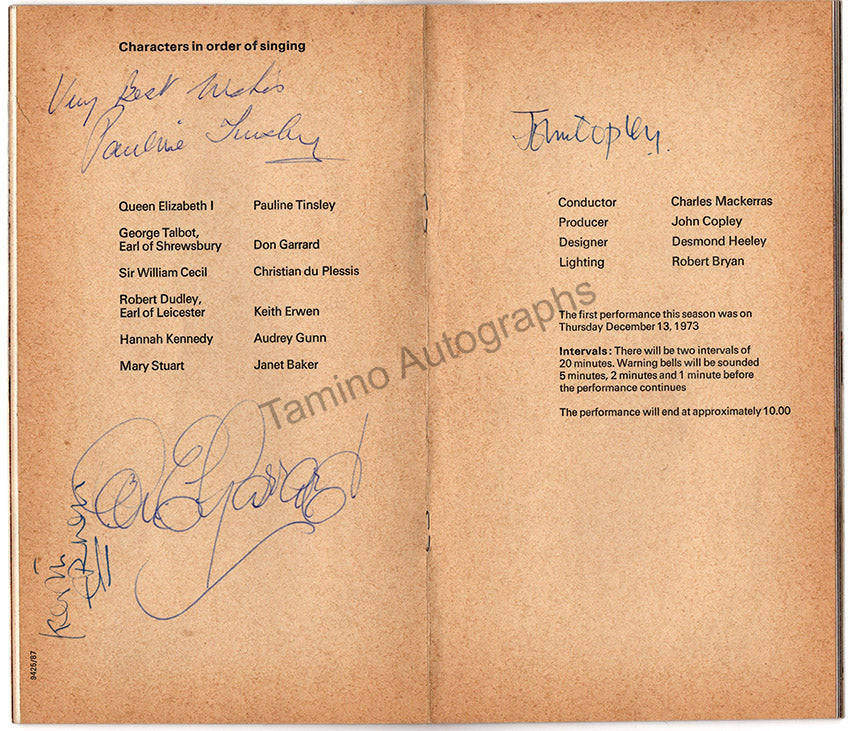 Characters in order of singing
Very best wishes
Pauline Tinsley
Queen Elizabeth I Pauline Tinsley
George Talbot,
Earl of Shrewsbury Don Garrard
Sir William Cecil Christian du Plessis
Robert Dudley,
Earl of Leicester Keith Erwen
Hannah Kennedy Audrey Gunn
Mary Stuart Janet Baker
Don Garrard
Keith Erwen
9425/87
John Copley.
Conductor Charles Mackerras
Producer John Copley
Designer Desmond Heeley
Lighting Robert Bryan
The first performance this season was on
Thursday December 13, 1973
Intervals: There will be two intervals of
20 minutes. Warning bells will be sounded
5 minutes, 2 minutes and 1 minute before
the performance continues
The performance will end at approximately 10.00
Tamino Autographs